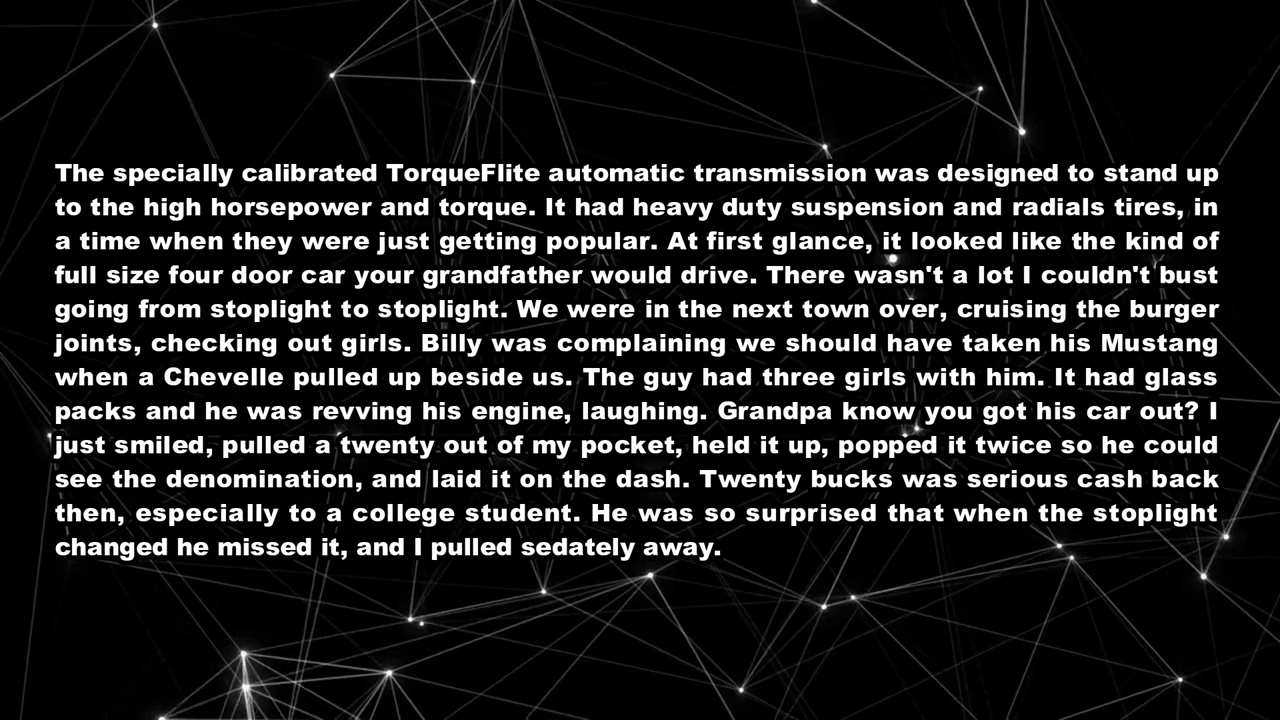 The specially calibrated TorqueFlite automatic transmission was designed to stand up
to the high horsepower and torque. It had heavy duty suspension and radials tires, in
a time when they were just getting popular. At first glance, it looked like the kind of
full size four door car your grandfather would drive. There wasn't a lot I couldn't bust
going from stoplight to stoplight. We were in the next town over, cruising the burger
joints, checking out girls. Billy was complaining we should have taken his Mustang
when a Chevelle pulled up beside us. The guy had three girls with him. It had glass
packs and he was revving his engine, laughing. Grandpa know you got his car out? I
just smiled, pulled a twenty out of my pocket, held it up, popped it twice so he could
see the denomination, and laid it on the dash. Twenty bucks was serious cash back
then, especially to a college student. He was so surprised that when the stoplight
changed he missed it, and I pulled sedately away.